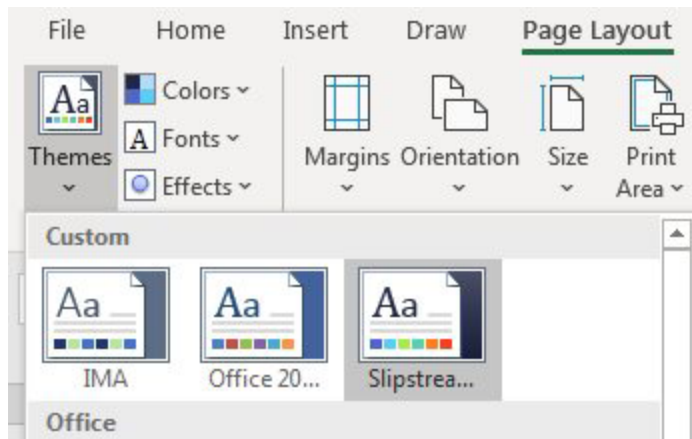 File Home Insert Draw Page Layout
Aa Colors
A Fonts
Themes Margins Orientation Size Print
Effects Area
Custom
Aa Aa Aa
IMA Office 20... Slipstrea...
Office